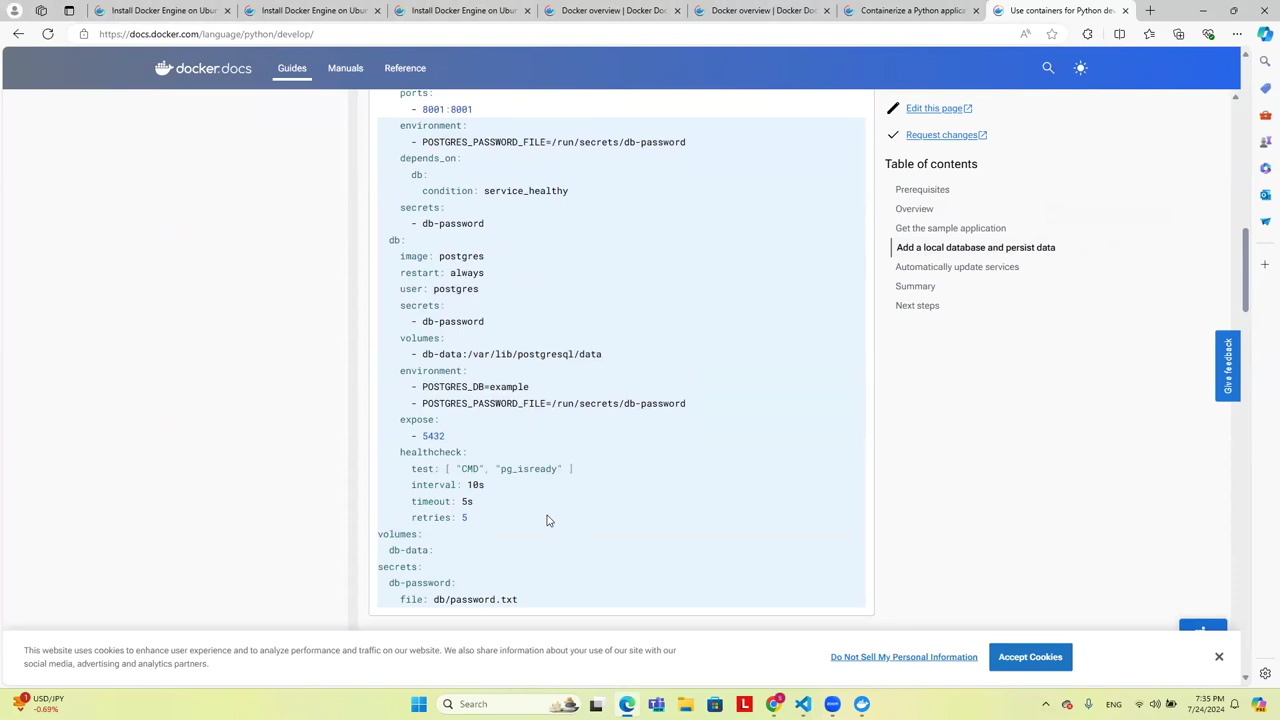 Install Docker Desktop on Wi
Install Docker Engine on Ub
Install Docker Engine on Ub
Docker overview | Docker D
Docker overview | Docker D
Containerize a Python app
Use containers for Python de
https://docs.docker.com/language/python/develop/
docker.docs
Guides
Manuals
Reference
ports:
- 8001:8001
environment:
- POSTGRES_PASSWORD_FILE=/run/secrets/db-password
depends_on:
db:
condition: service_healthy
secrets:
- db-password
db:
image: postgres
restart: always
user: postgres
secrets:
- db-password
volumes:
- db-data:/var/lib/postgresql/data
environment:
- POSTGRES_DB=example
- POSTGRES_PASSWORD_FILE=/run/secrets/db-password
expose:
- 5432
healthcheck:
test: [ "CMD", "pg_isready" ]
interval: 10s
timeout: 5s
retries: 5
volumes:
db-data:
secrets:
db-password:
file: db/password.txt
Edit this page
Request changes
Table of contents
Prerequisites
Overview
Get the sample application
Add a local database and persist data
Automatically update services
Summary
Next steps
Give feedback
This website uses cookies to enhance user experience and to analyze performance and traffic on our website. We also share information about your use of our site with our
social media, advertising and analytics partners.
Do Not Sell My Personal Information
Accept Cookies
1
USD/JPY
-0.69%
Search
ENG
7:35 PM
7/24/2024